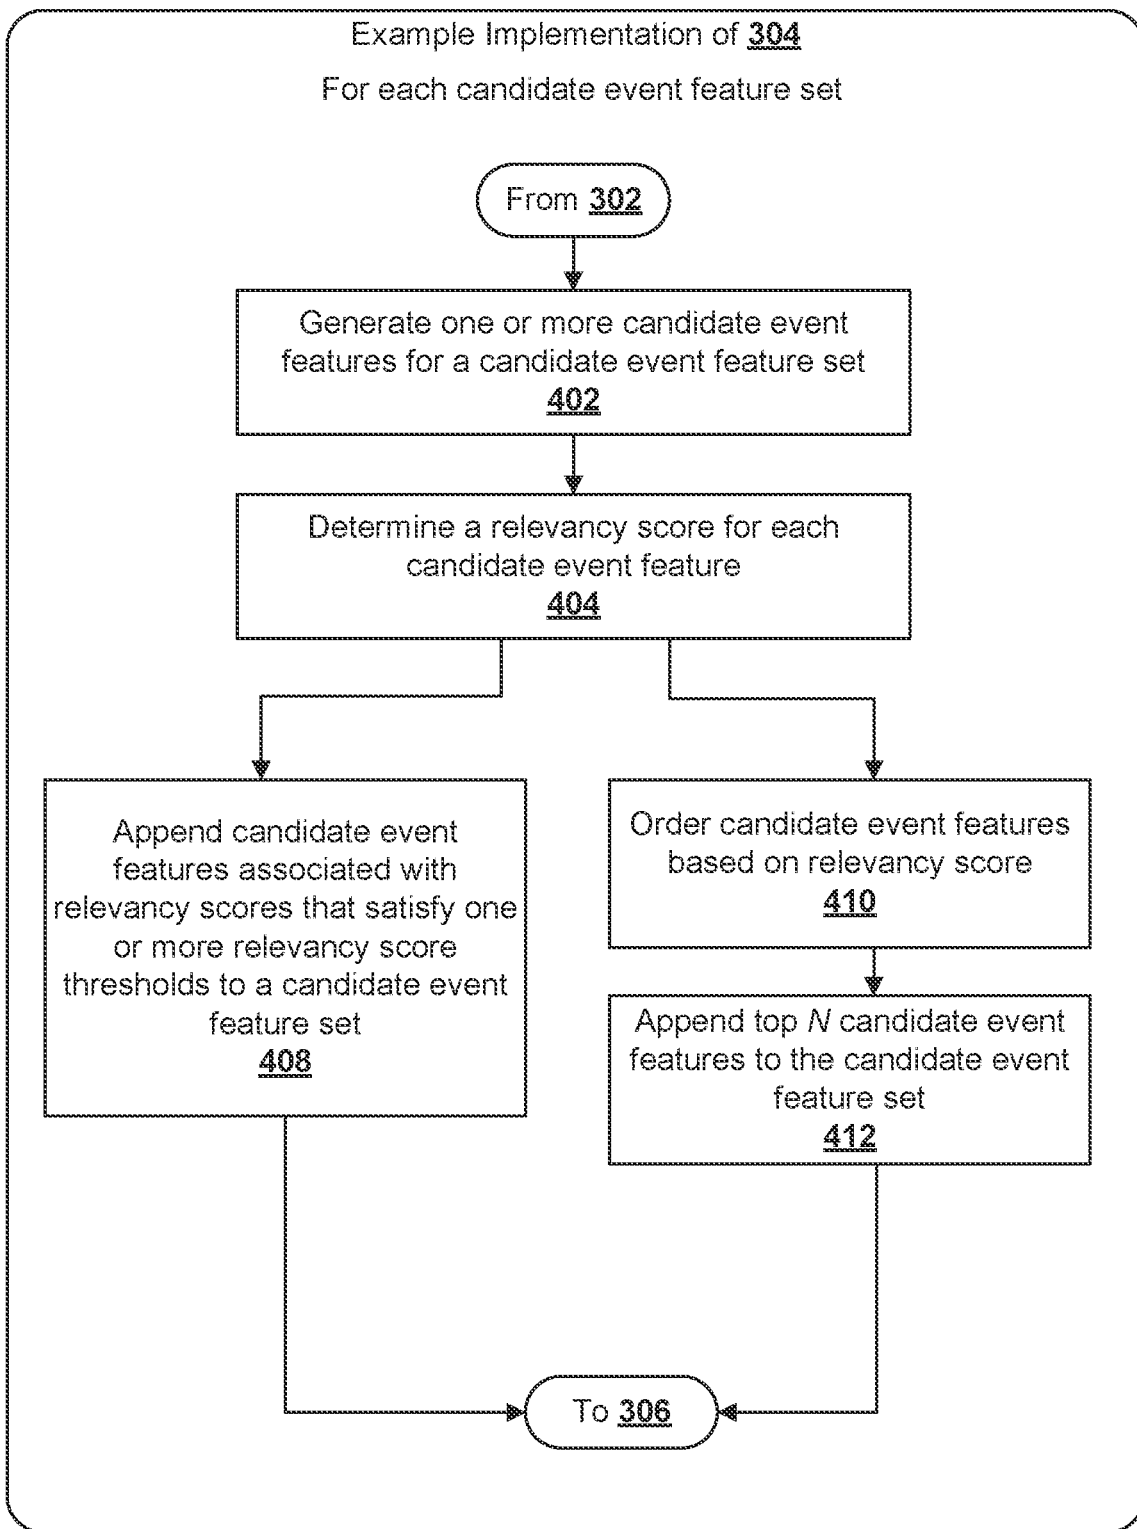 Example Implementation of 304
For each candidate event feature set
From 302
Generate one or more candidate event
features for a candidate event feature set
402
Determine a relevancy score for each
candidate event feature
404
Append candidate event
features associated with
relevancy scores that satisfy one
or more relevancy score
thresholds to a candidate event
feature set
408
Order candidate event features
based on relevancy score
410
Append top N candidate event
features to the candidate event
feature set
412
To 306